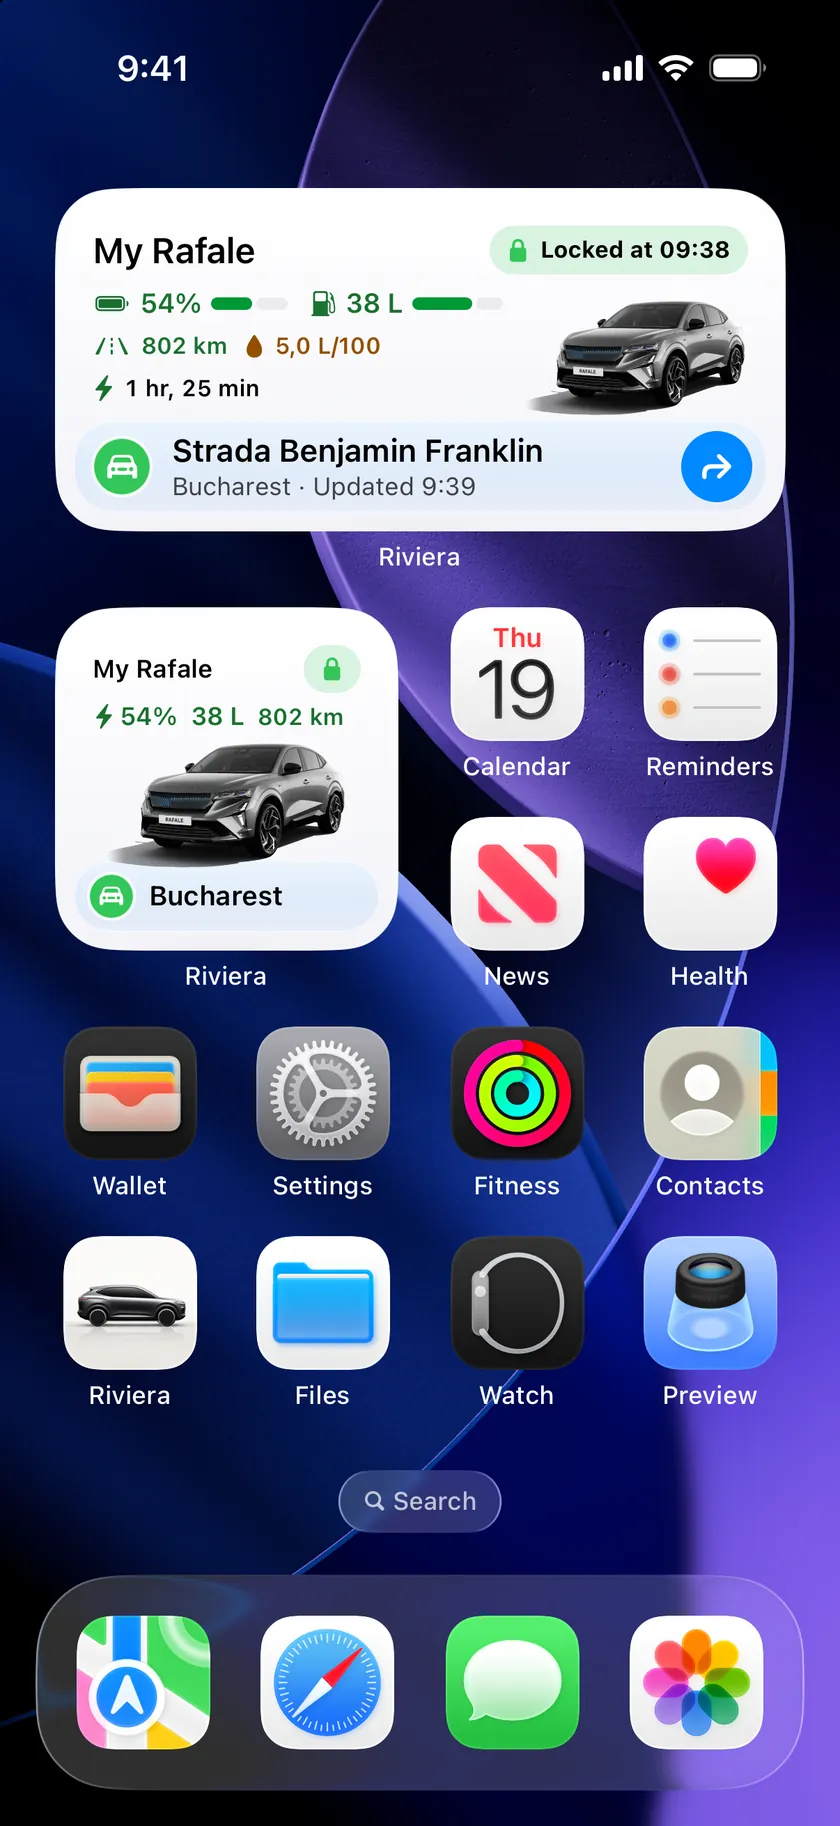 9:41
My Rafale
Locked at 09:38
54% 38 L
802 km 5,0 L/100
1 hr, 25 min
RAFALE
Strada Benjamin Franklin
Bucharest · Updated 9:39
Riviera
My Rafale
54% 38 L 802 km
RAFALE
Bucharest
Riviera
Thu
19
Calendar
Reminders
News
Health
Wallet
Settings
Fitness
Contacts
Riviera
Files
Watch
Preview
Search